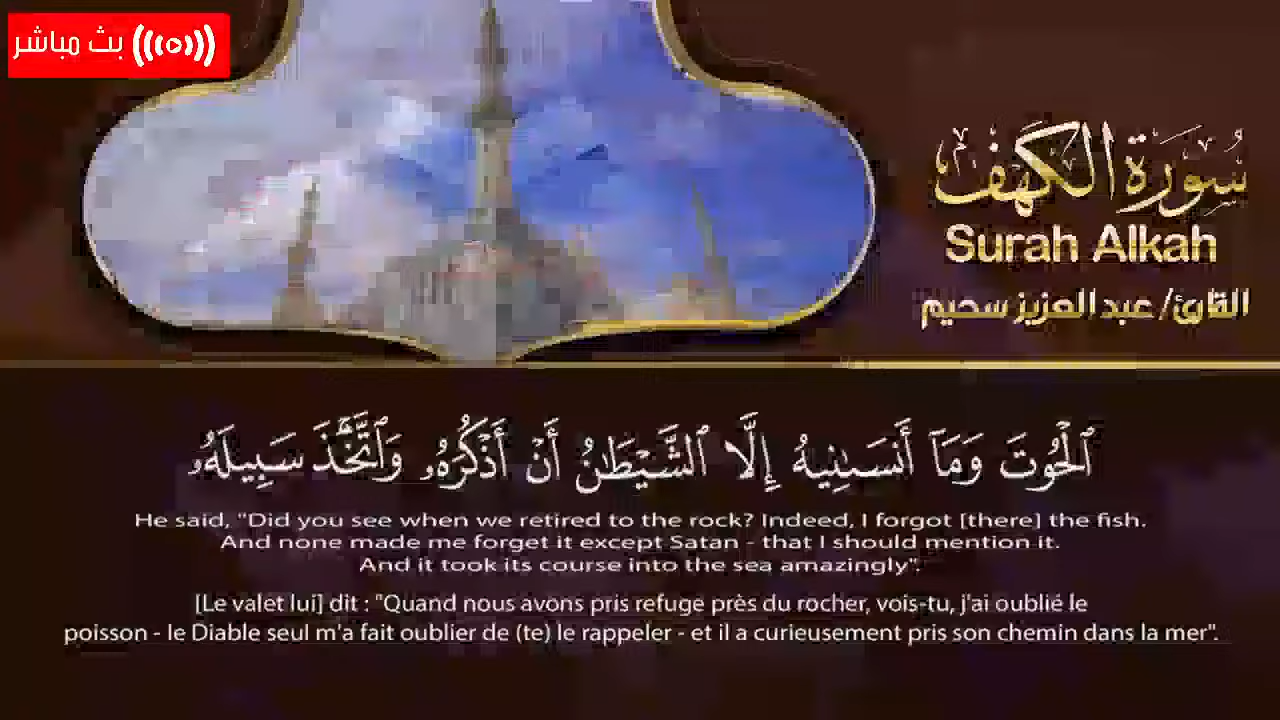 بث مباشر
سورة الكهف
Surah Alkah
القارئ/ عبد العزيز سحيم
ٱلْحُوتَ وَمَآ أَنسَىٰنِيهُ إِلَّا ٱلشَّيْطَٰنُ أَنْ أَذْكُرَهُۥ وَٱتَّخَذَ سَبِيلَهُۥ
He said, "Did you see when we retired to the rock? Indeed, I forgot [there] the fish.
And none made me forget it except Satan - that I should mention it.
And it took its course into the sea amazingly".
[Le valet lui] dit : "Quand nous avons pris refuge près du rocher, vois-tu, j'ai oublié le
poisson - le Diable seul m'a fait oublier de (te) le rappeler - et il a curieusement pris son chemin dans la mer".